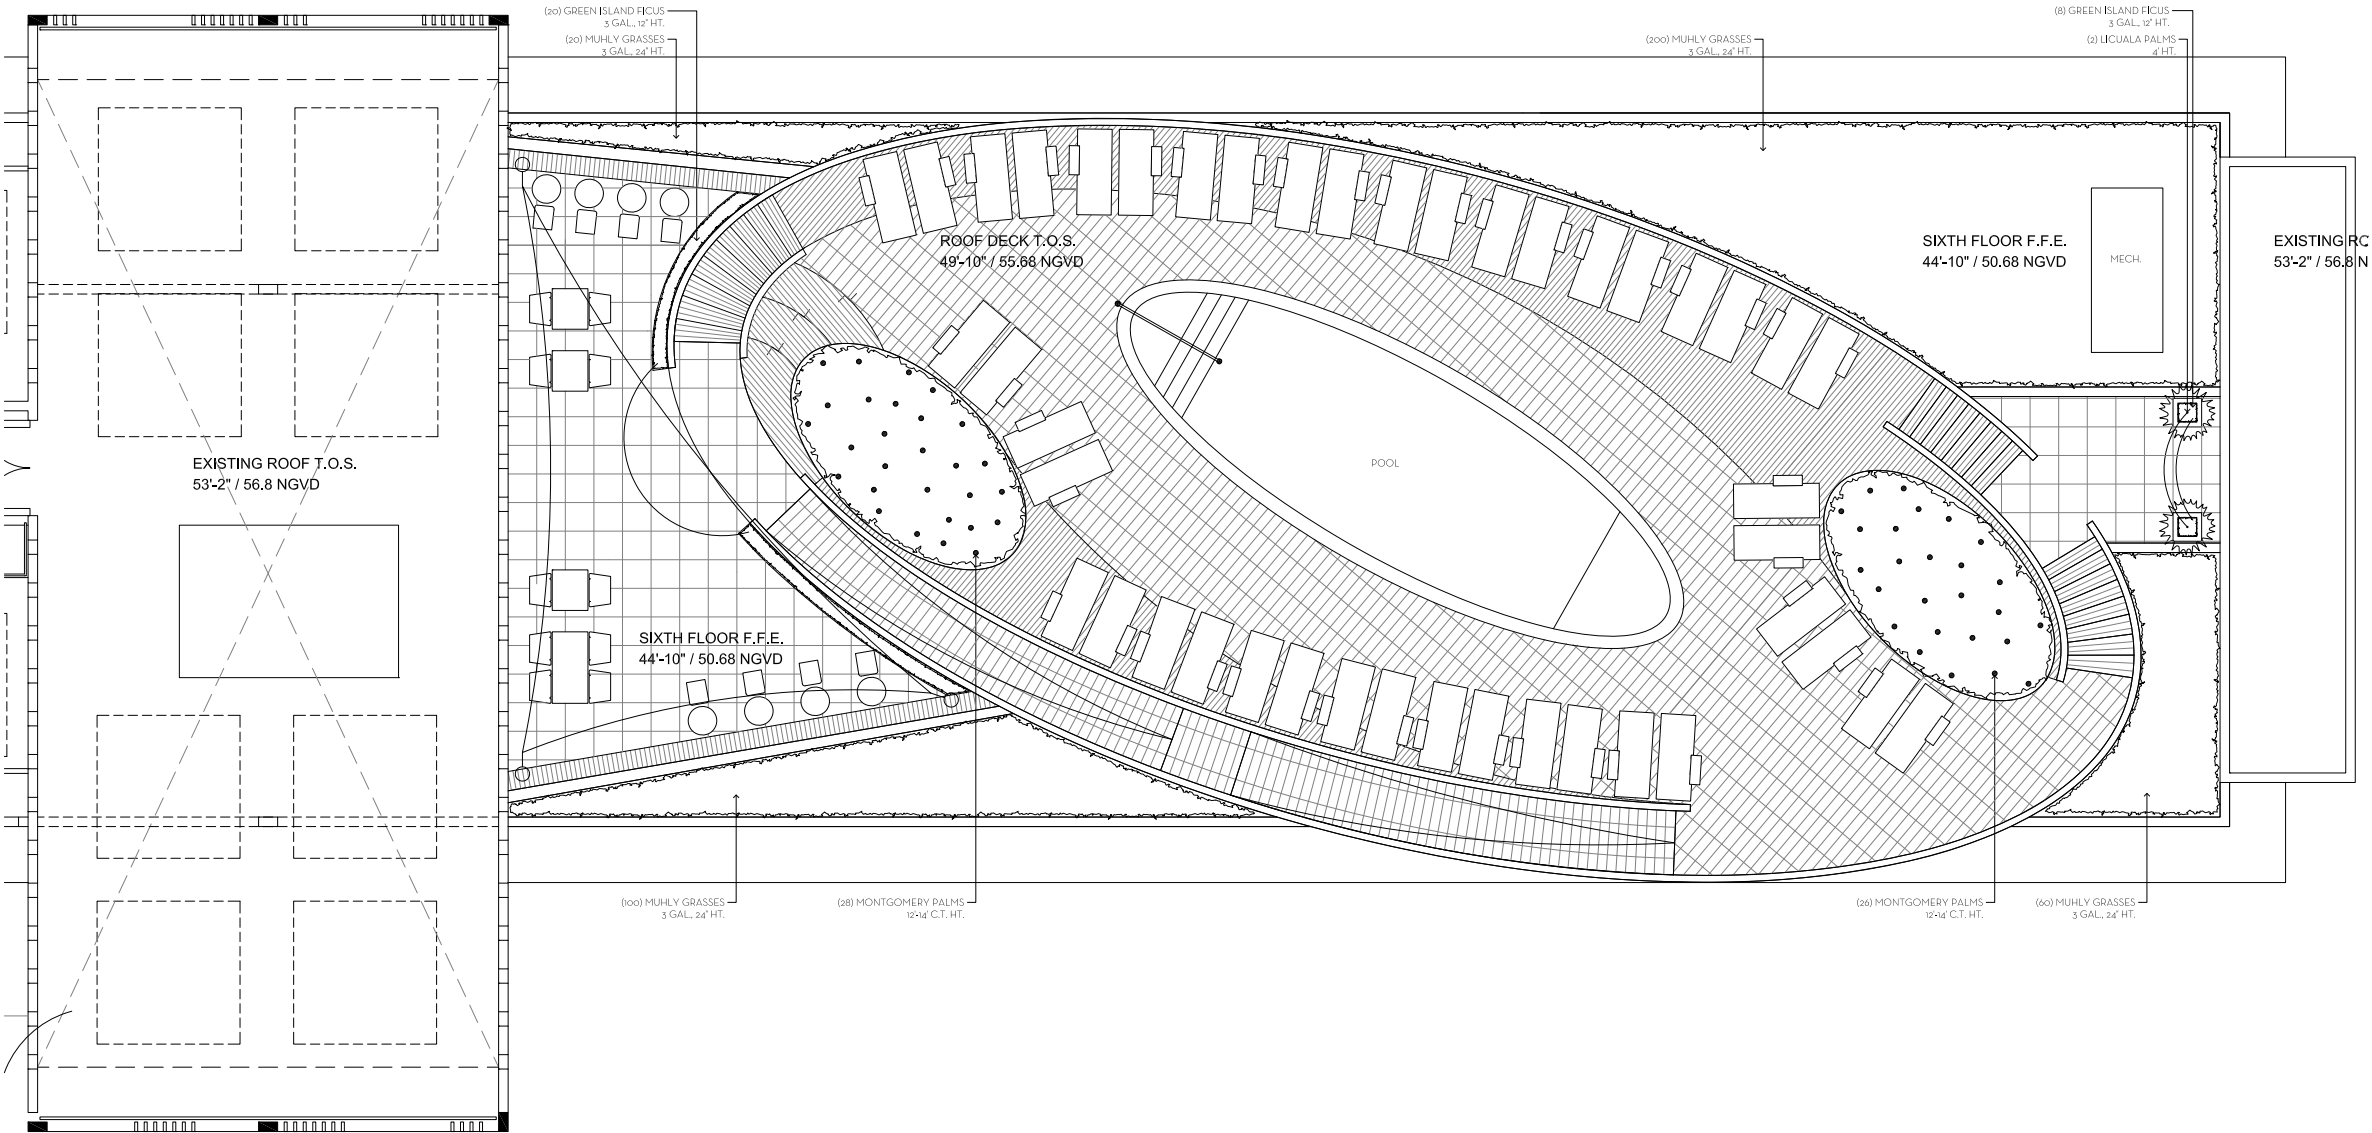 (20) GREEN ISLAND FICUS
3 GAL., 12" HT.
(20) MUHLY GRASSES
3 GAL., 24" HT.
(200) MUHLY GRASSES
3 GAL., 24" HT.
(8) GREEN ISLAND FICUS
3 GAL., 12" HT.
(2) LICUALA PALMS
4' HT.
ROOF DECK T.O.S.
49'-10" / 55.68 NGVD
SIXTH FLOOR F.F.E.
44'-10" / 50.68 NGVD
MECH.
EXISTING RO
53'-2" / 56.8 N
EXISTING ROOF T.O.S.
53'-2" / 56.8 NGVD
POOL
SIXTH FLOOR F.F.E.
44'-10" / 50.68 NGVD
(100) MUHLY GRASSES
3 GAL., 24" HT.
(28) MONTGOMERY PALMS
12'-14' C.T. HT.
(26) MONTGOMERY PALMS
12'-14' C.T. HT.
(60) MUHLY GRASSES
3 GAL., 24" HT.